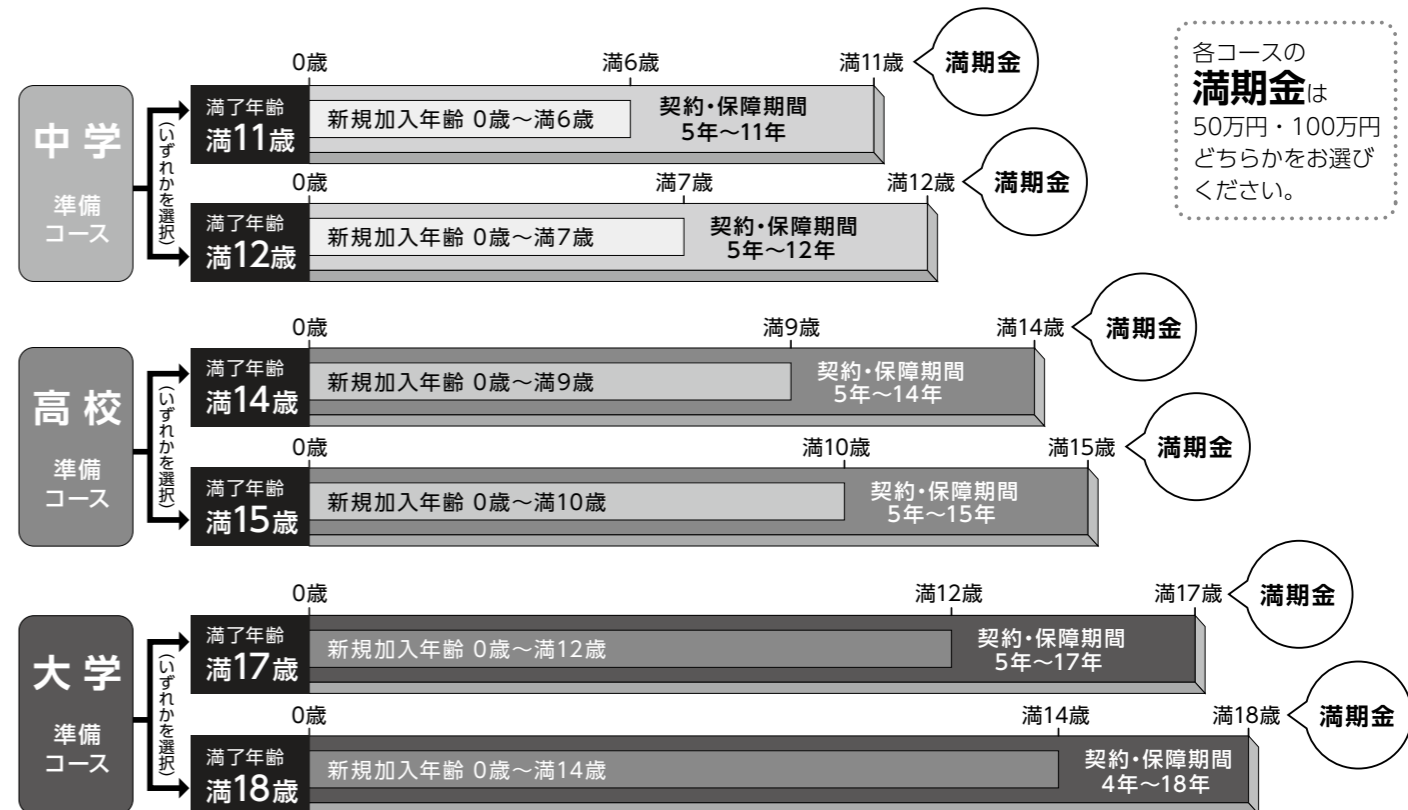 各コースの
満期金は
50万円・100万円
どちらかをお選び
ください。
中学
準備
コース
(いずれかを選択)
0歳 満6歳 満11歳 満期金
満了年齢
満11歳
新規加入年齢 0歳～満6歳
契約・保障期間
5年～11年
0歳 満7歳 満12歳 満期金
満了年齢
満12歳
新規加入年齢 0歳～満7歳
契約・保障期間
5年～12年
高校
準備
コース
(いずれかを選択)
0歳 満9歳 満14歳 満期金
満了年齢
満14歳
新規加入年齢 0歳～満9歳
契約・保障期間
5年～14年
0歳 満10歳 満15歳 満期金
満了年齢
満15歳
新規加入年齢 0歳～満10歳
契約・保障期間
5年～15年
大学
準備
コース
(いずれかを選択)
0歳 満12歳 満17歳 満期金
満了年齢
満17歳
新規加入年齢 0歳～満12歳
契約・保障期間
5年～17年
0歳 満14歳 満18歳 満期金
満了年齢
満18歳
新規加入年齢 0歳～満14歳
契約・保障期間
4年～18年